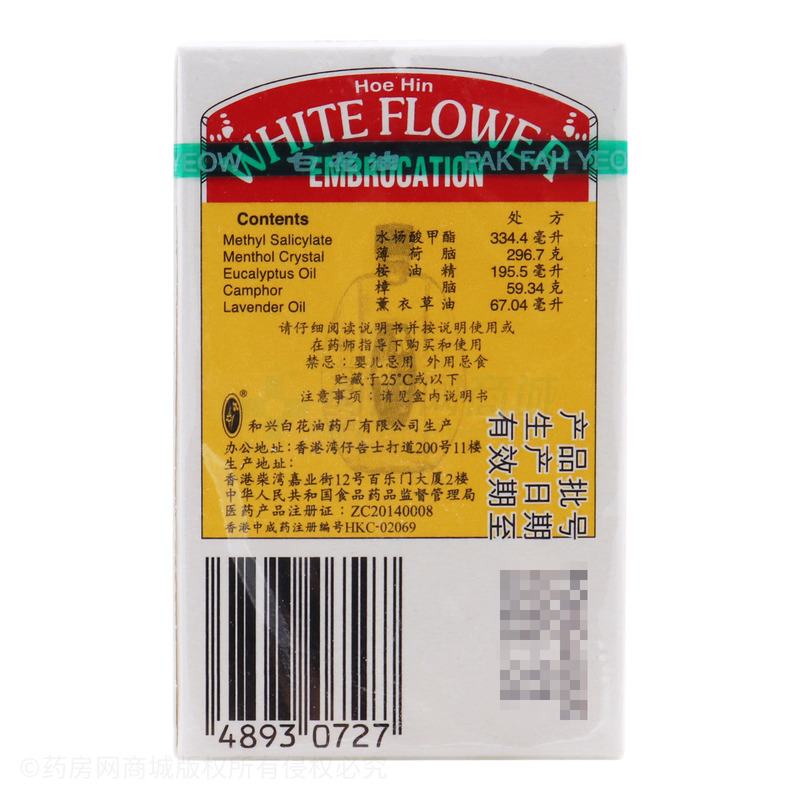 Hoe Hin
WHITE FLOWER
YEOW 白花油 PAK FAH YEO
EMBROCATION
Contents 处方
Methyl Salicylate 水杨酸甲酯 334.4 毫升
Menthol Crystal 薄荷脑 296.7 克
Eucalyptus Oil 桉油精 195.5 毫升
Camphor 樟脑 59.34 克
Lavender Oil 薰衣草油 67.04 毫升
请仔细阅读说明书并按说明使用或
在药师指导下购买和使用
禁忌：婴儿忌用 外用忌食
贮藏于25°C或以下
注意事项：请见盒内说明书
®
和兴白花油药厂有限公司生产
办公地址：香港湾仔告士打道200号11楼
生产地址：
香港柴湾嘉业街12号百乐门大厦2楼
中华人民共和国食品药品监督管理局
医药产品注册证：ZC20140008
香港中成药注册编号HKC-02069
产品批号
生产日期
有效期至
4893 0727
©药房网商城版权所有侵权必究